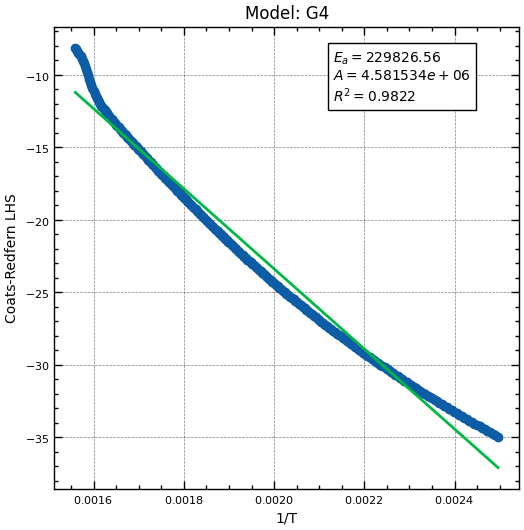 Model: G4
E_a = 229826.56
A = 4.581534e + 06
R² = 0.9822
Coats-Redfern LHS
−10
−15
−20
−25
−30
−35
0.0016 0.0018 0.0020 0.0022 0.0024
1/T